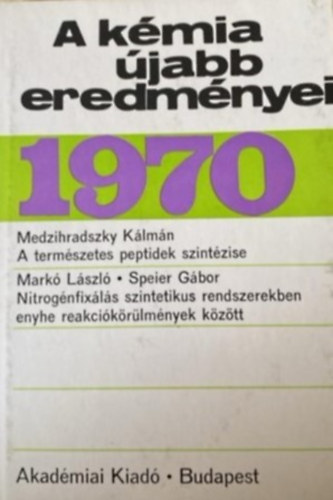 A kémia
újabb
eredményei
1970
Medzihradszky Kálmán
A természetes peptidek szintézise
Markó László • Speier Gábor
Nitrogénfixálás szintetikus rendszerekben
enyhe reakciókörülmények között
Akadémiai Kiadó • Budapest